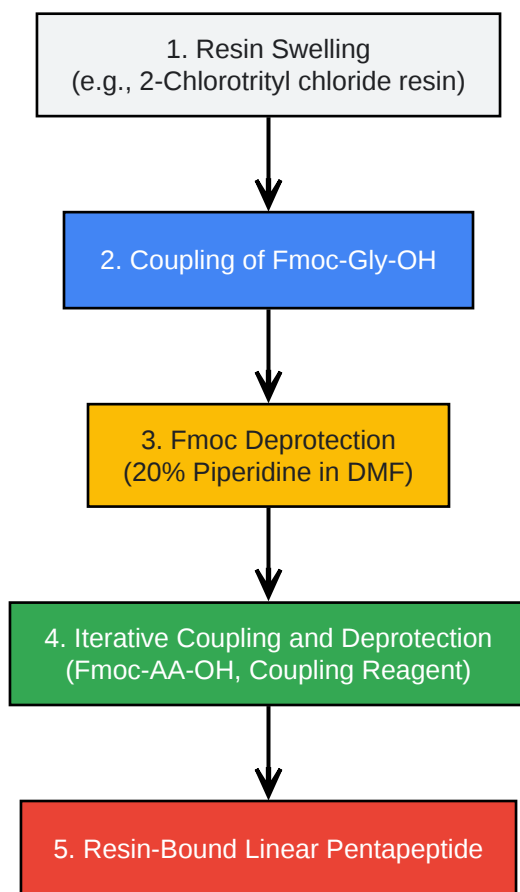 1. Resin Swelling
(e.g., 2-Chlorotrityl chloride resin)
2. Coupling of Fmoc-Gly-OH
3. Fmoc Deprotection
(20% Piperidine in DMF)
4. Iterative Coupling and Deprotection
(Fmoc-AA-OH, Coupling Reagent)
5. Resin-Bound Linear Pentapeptide